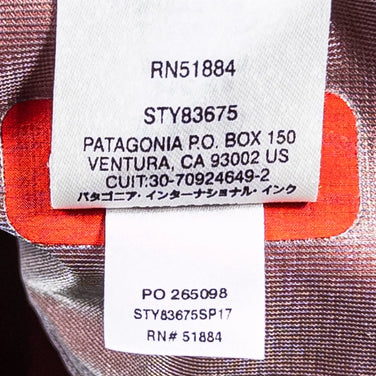 RN51884
STY83675
PATAGONIA P.O. BOX 150
VENTURA, CA 93002 US
CUIT:30-70924649-2
パタゴニア・インターナショナル・インク
PO 265098
STY83675SP17
RN# 51884